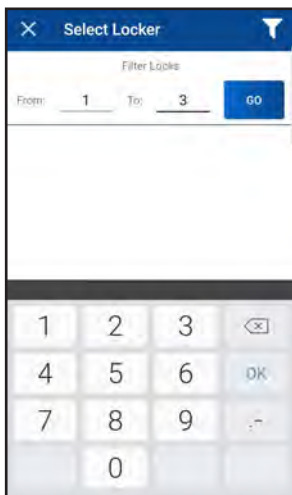 Select Locker
Filter Locks
From: 1 To: 3 GO
1 2 3
4 5 6 OK
7 8 9 .-
0